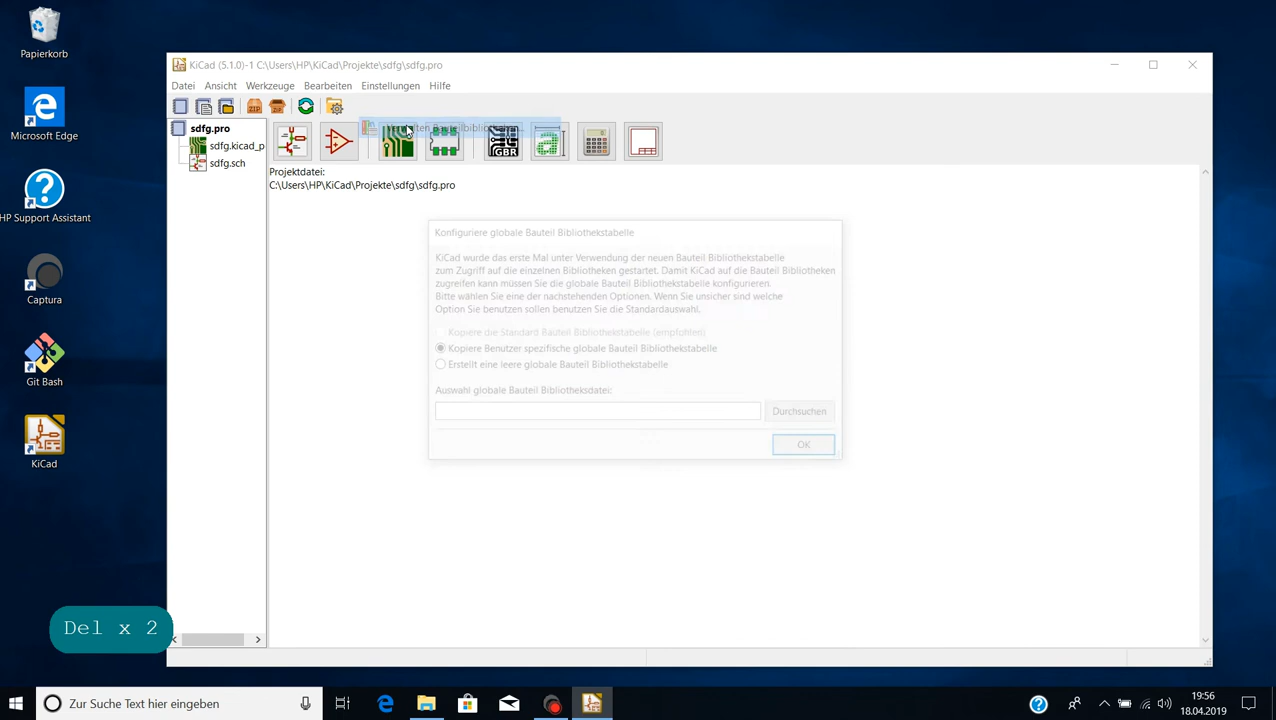 Papierkorb
Microsoft Edge
HP Support Assistant
Captura
Git Bash
KiCad
KiCad (5.1.0)-1 C:\Users\HP\KiCad\Projekte\sdfg\sdfg.pro
Datei Ansicht Werkzeuge Bearbeiten Einstellungen Hilfe
ZIP
sdfg.pro
sdfg.kicad_p
sdfg.sch
GBR
Projektdatei:
C:\Users\HP\KiCad\Projekte\sdfg\sdfg.pro
Konfiguriere globale Bauteil Bibliothekstabelle
KiCad wurde das erste Mal unter Verwendung der neuen Bauteil Bibliothekstabelle
zum Zugriff auf die einzelnen Bibliotheken gestartet. Damit KiCad auf die Bauteil Bibliotheken
zugreifen kann müssen Sie die globale Bauteil Bibliothekstabelle konfigurieren.
Bitte wählen Sie eine der nachstehenden Optionen. Wenn Sie unsicher sind welche
Option Sie benutzen sollen benutzen Sie die Standardauswahl.
Kopiere die Standard Bauteil Bibliothekstabelle (empfohlen)
Kopiere Benutzer spezifische globale Bauteil Bibliothekstabelle
Erstellt eine leere globale Bauteil Bibliothekstabelle
Auswahl globale Bauteil Bibliotheksdatei:
Durchsuchen
OK
Del x 2
Zur Suche Text hier eingeben
19:56
18.04.2019